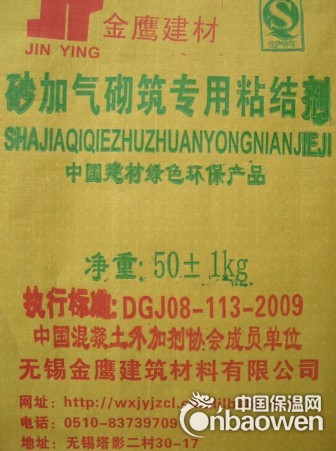 金鹰建材
JIN YING
砂加气砌筑专用粘结剂
SHAJIAQIQIEZHUZHUANYONGNIANJIEJI
中国建材绿色环保产品
净重:50±1kg
执行标准:DGJ08-113-2009
中国混凝土外加剂协会成员单位
无锡金鹰建筑材料有限公司
网址:http://wxjyjzcl.
电话:0510-83739709
地址:无锡塔影二村30-17
中国保温网
Cnbaowen